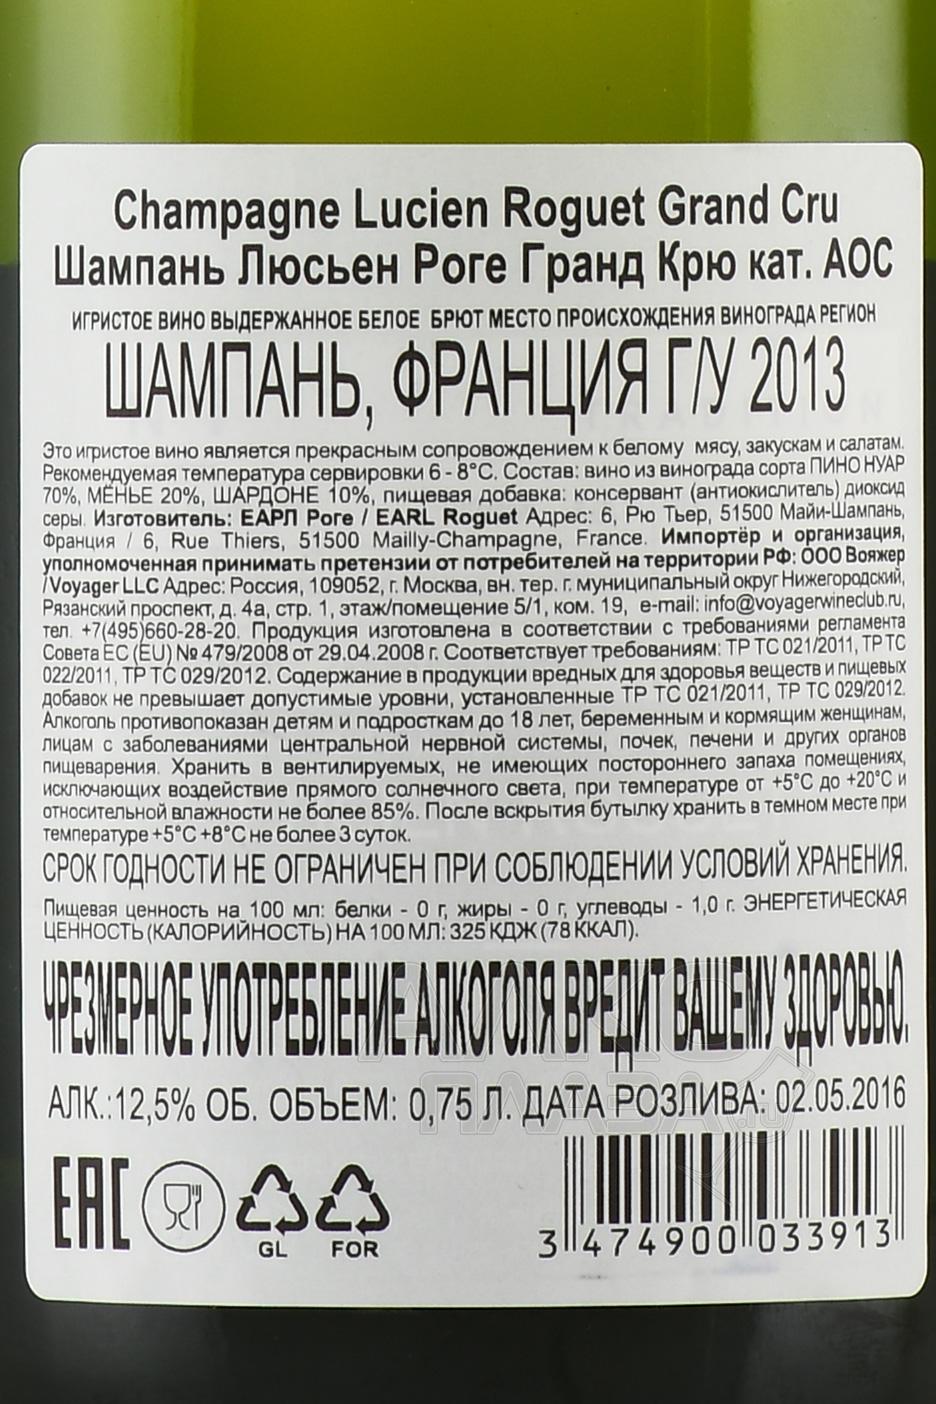 Champagne Lucien Roguet Grand Cru
Шампань Люсьен Роге Гранд Крю кат. АОС
ИГРИСТОЕ ВИНО ВЫДЕРЖАННОЕ БЕЛОЕ БРЮТ МЕСТО ПРОИСХОЖДЕНИЯ ВИНОГРАДА РЕГИОН
ШАМПАНЬ, ФРАНЦИЯ Г/У 2013
Это игристое вино является прекрасным сопровождением к белому мясу, закускам и салатам.
Рекомендуемая температура сервировки 6 - 8°С. Состав: вино из винограда сорта ПИНО НУАР
70%, МЕНЬЕ 20%, ШАРДОНЕ 10%, пищевая добавка: консервант (антиокислитель) диоксид
серы. Изготовитель: ЕАРЛ Роге / EARL Roguet Адрес: 6, Рю Тьер, 51500 Майи-Шампань,
Франция / 6, Rue Thiers, 51500 Mailly-Champagne, France. Импортёр и организация,
уполномоченная принимать претензии от потребителей на территории РФ: ООО Вояжер
/Voyager LLC Адрес: Россия, 109052, г. Москва, вн. тер. г. муниципальный округ Нижегородский,
Рязанский проспект, д. 4а, стр. 1, этаж/помещение 5/1, ком. 19, e-mail: info@voyagerwineclub.ru,
тел. +7(495)660-28-20. Продукция изготовлена в соответствии с требованиями регламента
Совета ЕС (EU) № 479/2008 от 29.04.2008 г. Соответствует требованиям: ТР ТС 021/2011, ТР ТС
022/2011, ТР ТС 029/2012. Содержание в продукции вредных для здоровья веществ и пищевых
добавок не превышает допустимые уровни, установленные ТР ТС 021/2011, ТР ТС 029/2012.
Алкоголь противопоказан детям и подросткам до 18 лет, беременным и кормящим женщинам,
лицам с заболеваниями центральной нервной системы, почек, печени и других органов
пищеварения. Хранить в вентилируемых, не имеющих постороннего запаха помещениях,
исключающих воздействие прямого солнечного света, при температуре от +5°С до +20°С и
относительной влажности не более 85%. После вскрытия бутылку хранить в темном месте при
температуре +5°С +8°С не более 3 суток.
СРОК ГОДНОСТИ НЕ ОГРАНИЧЕН ПРИ СОБЛЮДЕНИИ УСЛОВИЙ ХРАНЕНИЯ.
Пищевая ценность на 100 мл: белки - 0 г, жиры - 0 г, углеводы - 1,0 г. ЭНЕРГЕТИЧЕСКАЯ
ЦЕННОСТЬ (КАЛОРИЙНОСТЬ) НА 100 МЛ: 325 КДЖ (78 ККАЛ).
ЧРЕЗМЕРНОЕ УПОТРЕБЛЕНИЕ АЛКОГОЛЯ ВРЕДИТ ВАШЕМУ ЗДОРОВЬЮ.
АЛК.:12,5% ОБ. ОБЪЕМ: 0,75 Л. ДАТА РОЗЛИВА: 02.05.2016
EAC
GL FOR
3 474900 033913
АЛКО
ПЛАЗА.ru